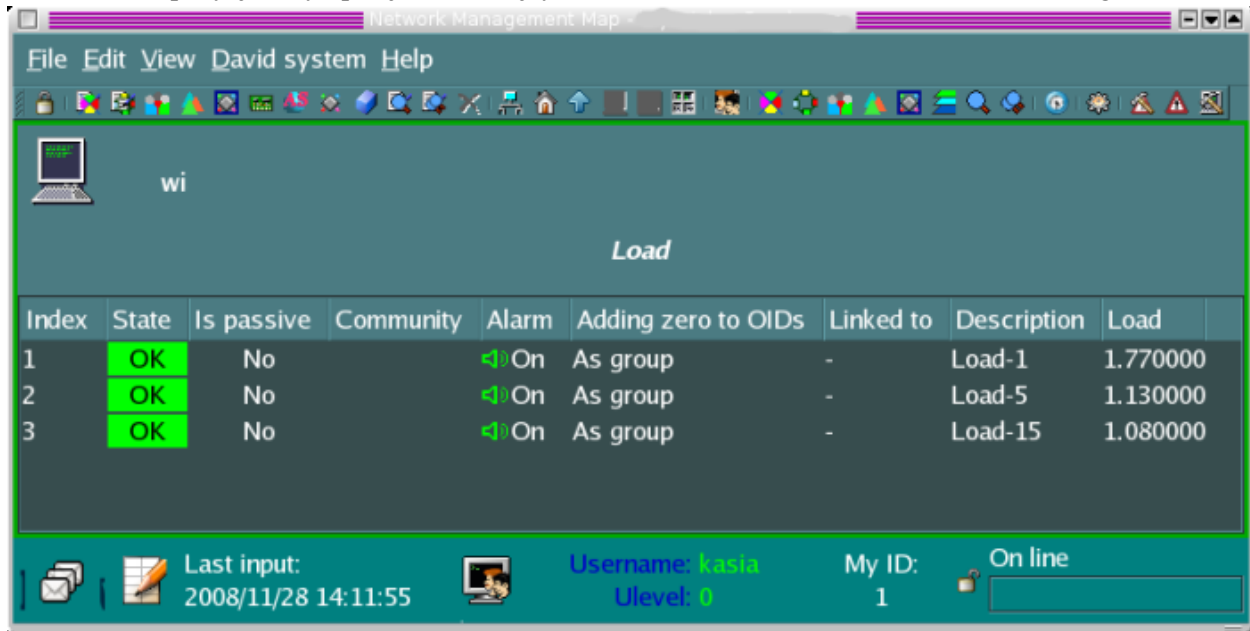 Network Management Map -
File Edit View David system Help
wi
Load
Index State Is passive Community Alarm Adding zero to OIDs Linked to Description Load
1 OK No On As group - Load-1 1.770000
2 OK No On As group - Load-5 1.130000
3 OK No On As group - Load-15 1.080000
Last input:
2008/11/28 14:11:55
Username: kasia
Ulevel: 0
My ID:
1
On line